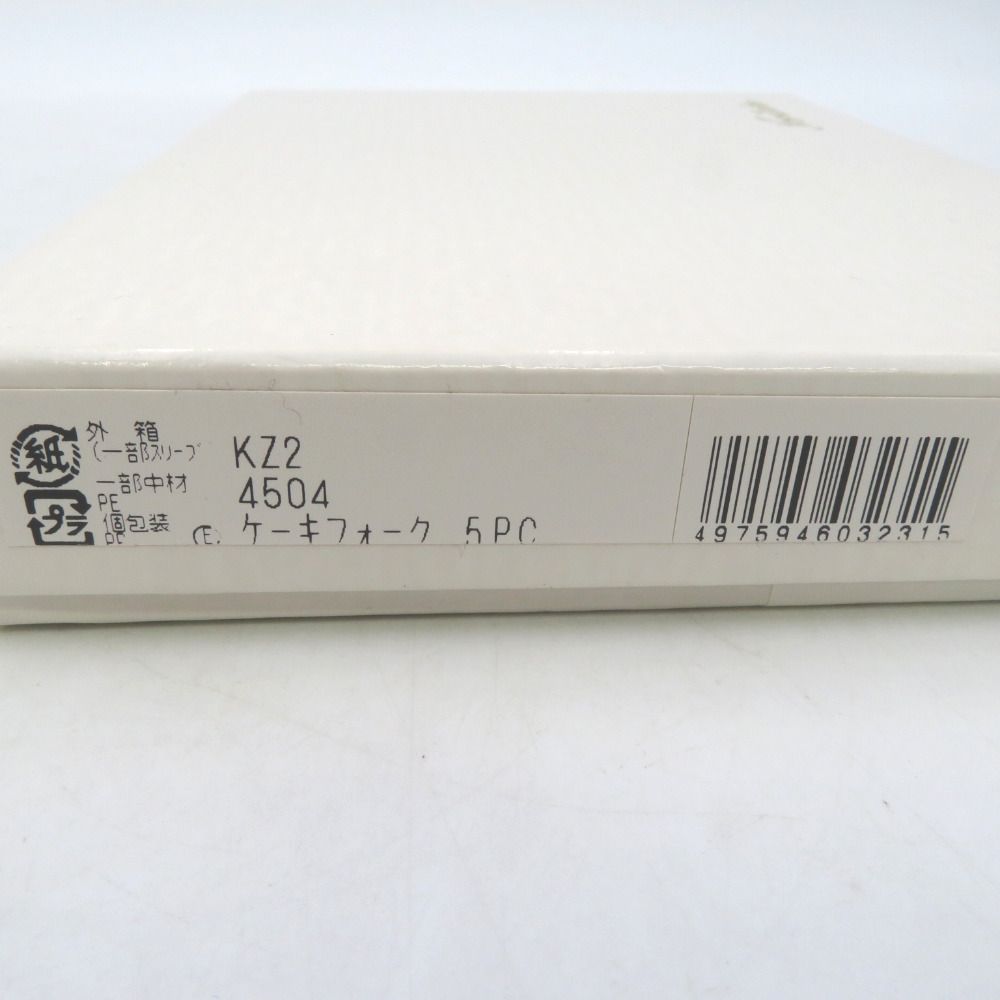 紙
外 箱
(一部スリーブ
プラ
一部中材
PE
個包装
KZ2
4504
(E) ケーキフォーク 5PC
4975946032315